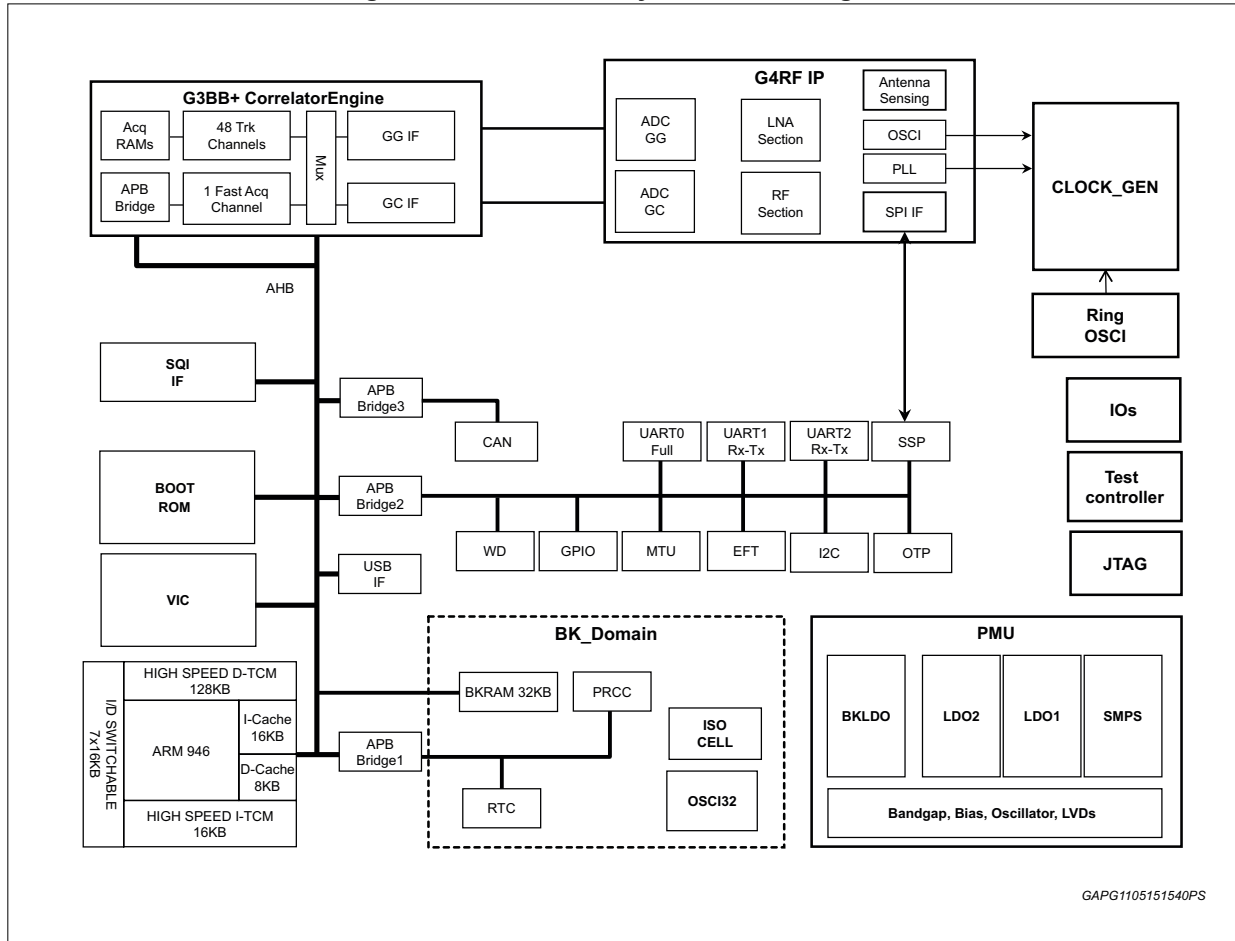 G3BB+ CorrelatorEngine
Acq
RAMs
48 Trk
Channels
Mux
GG IF
APB
Bridge
1 Fast Acq
Channel
GC IF
G4RF IP
ADC
GG
LNA
Section
Antenna
Sensing
OSCI
PLL
ADC
GC
RF
Section
SPI IF
CLOCK_GEN
Ring
OSCI
AHB
SQI
IF
APB
Bridge3
CAN
UART0
Full
UART1
Rx-Tx
UART2
Rx-Tx
SSP
IOs
BOOT
ROM
APB
Bridge2
Test
controller
WD
GPIO
MTU
EFT
I2C
OTP
JTAG
VIC
USB
IF
BK_Domain
BKRAM 32KB
PRCC
ISO
CELL
OSCI32
APB
Bridge1
RTC
I/D SWITCHABLE
7x16KB
HIGH SPEED D-TCM
128KB
ARM 946
I-Cache
16KB
D-Cache
8KB
HIGH SPEED I-TCM
16KB
PMU
BKLDO
LDO2
LDO1
SMPS
Bandgap, Bias, Oscillator, LVDs
GAPG1105151540PS